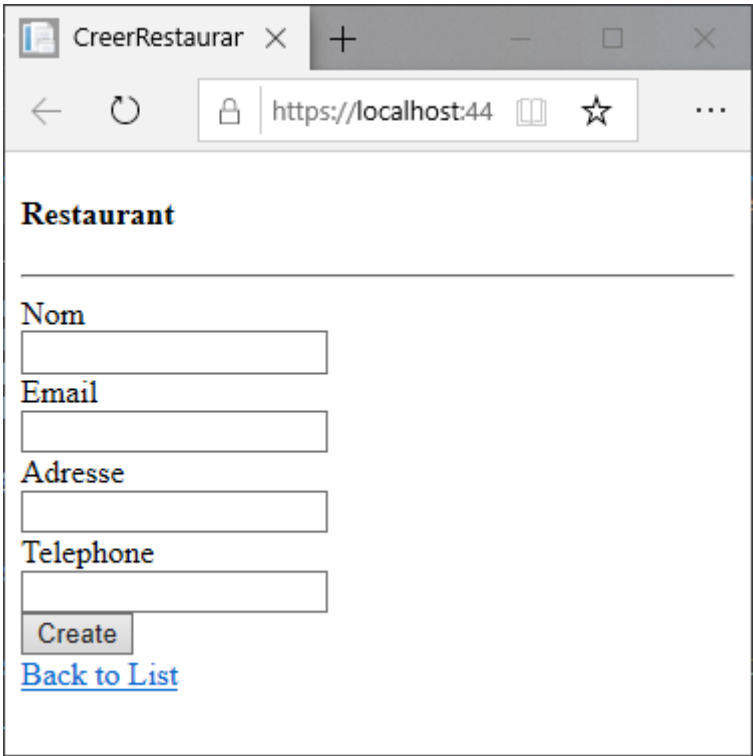 CreerRestaurar
https://localhost:44
Restaurant
Nom
Email
Adresse
Telephone
Create
Back to List